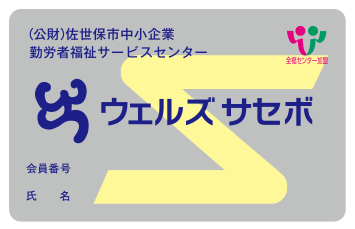 (公財)佐世保市中小企業
勤労者福祉サービスセンター
全福センター加盟
ウェルズ サセボ
会員番号
氏　名